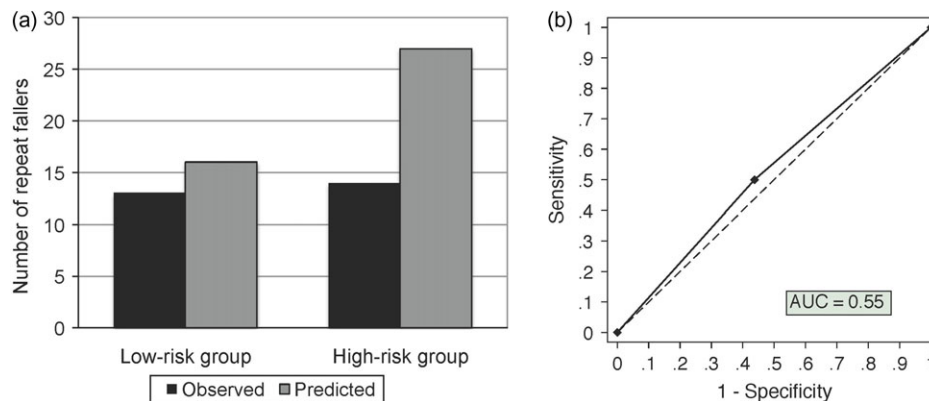 (a)
Number of repeat fallers
30
25
20
15
10
5
0
Low-risk group High-risk group
Observed Predicted
(b)
Sensitivity
1
.9
.8
.7
.6
.5
.4
.3
.2
.1
0
AUC = 0.55
0 .1 .2 .3 .4 .5 .6 .7 .8 .9 1
1 - Specificity